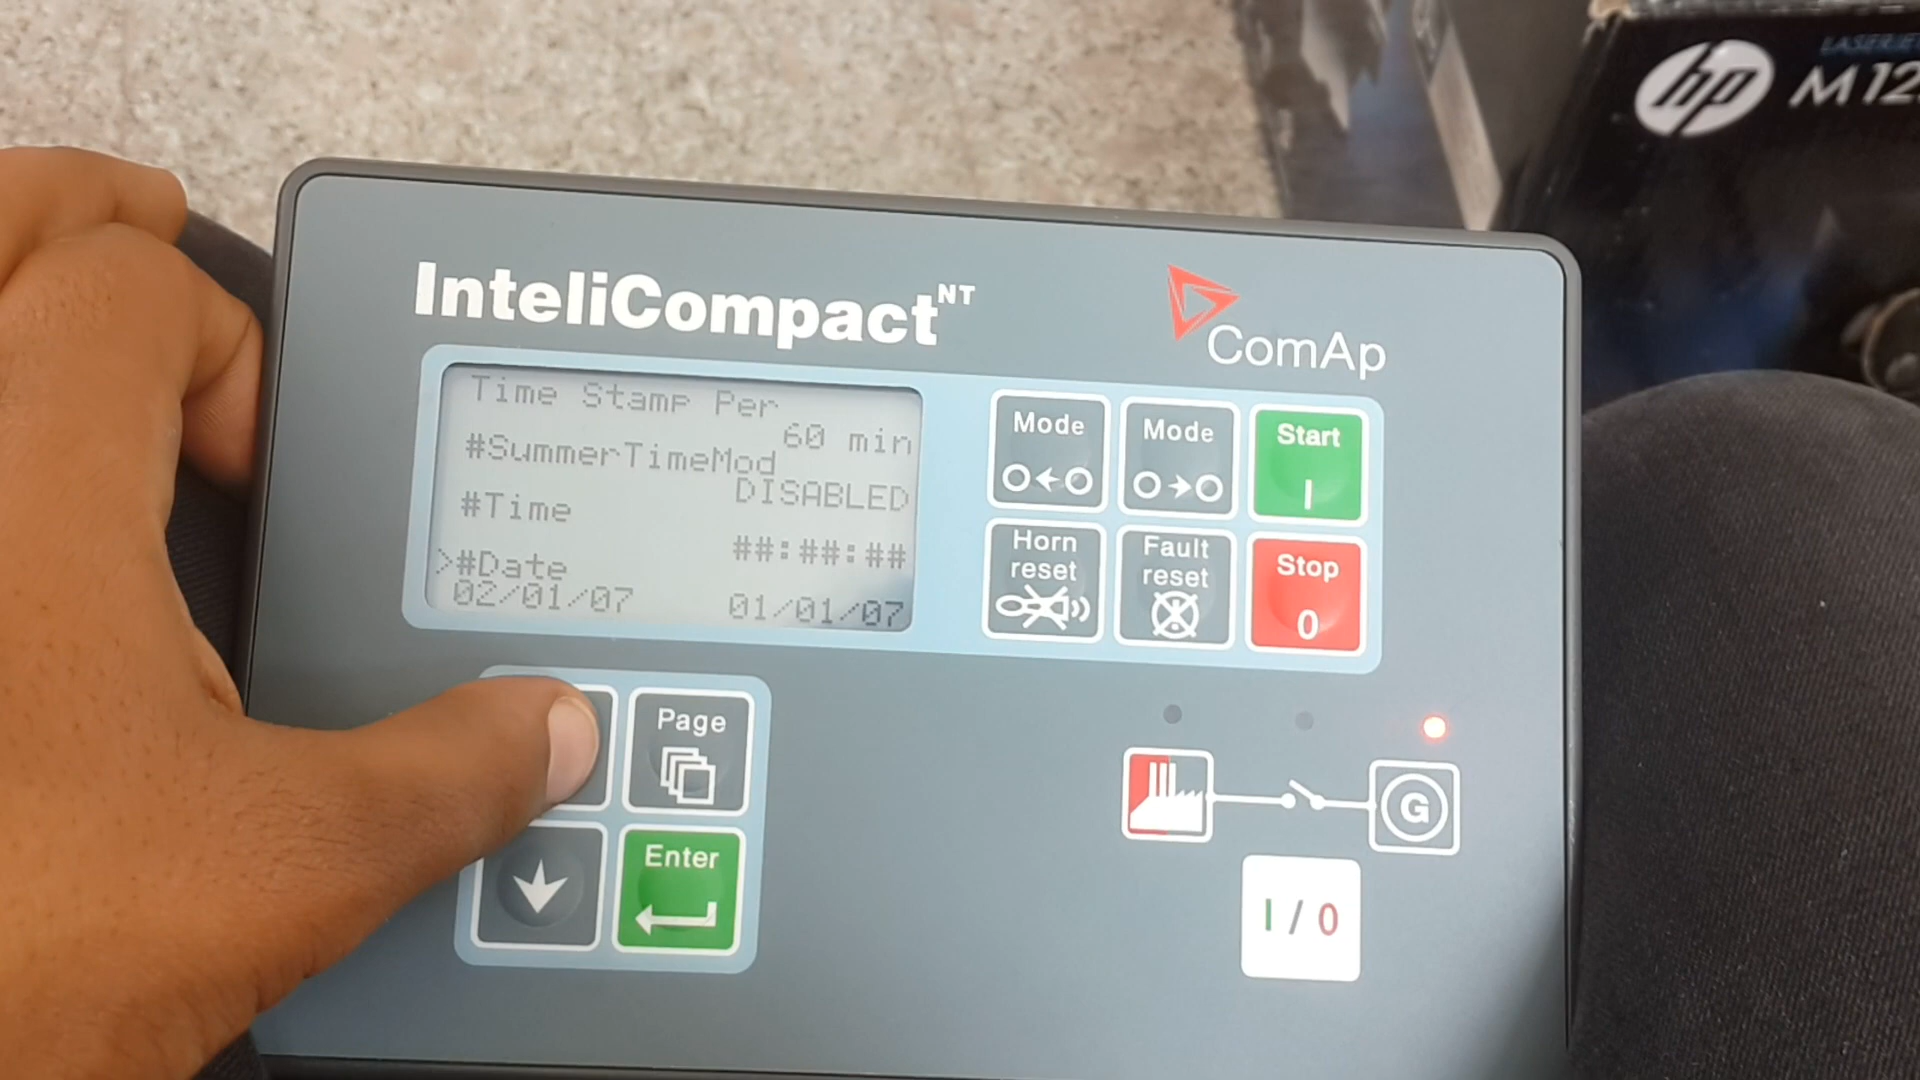 LASERJET
hp M12
InteliCompact NT
ComAp
Time Stamp Per
60 min
#SummerTimeMod
DISABLED
#Time
##:##:##
>#Date
02/01/07 01/01/07
Mode
Mode
Start
I
Horn
reset
Fault
reset
Stop
0
Page
Enter
G
I / 0